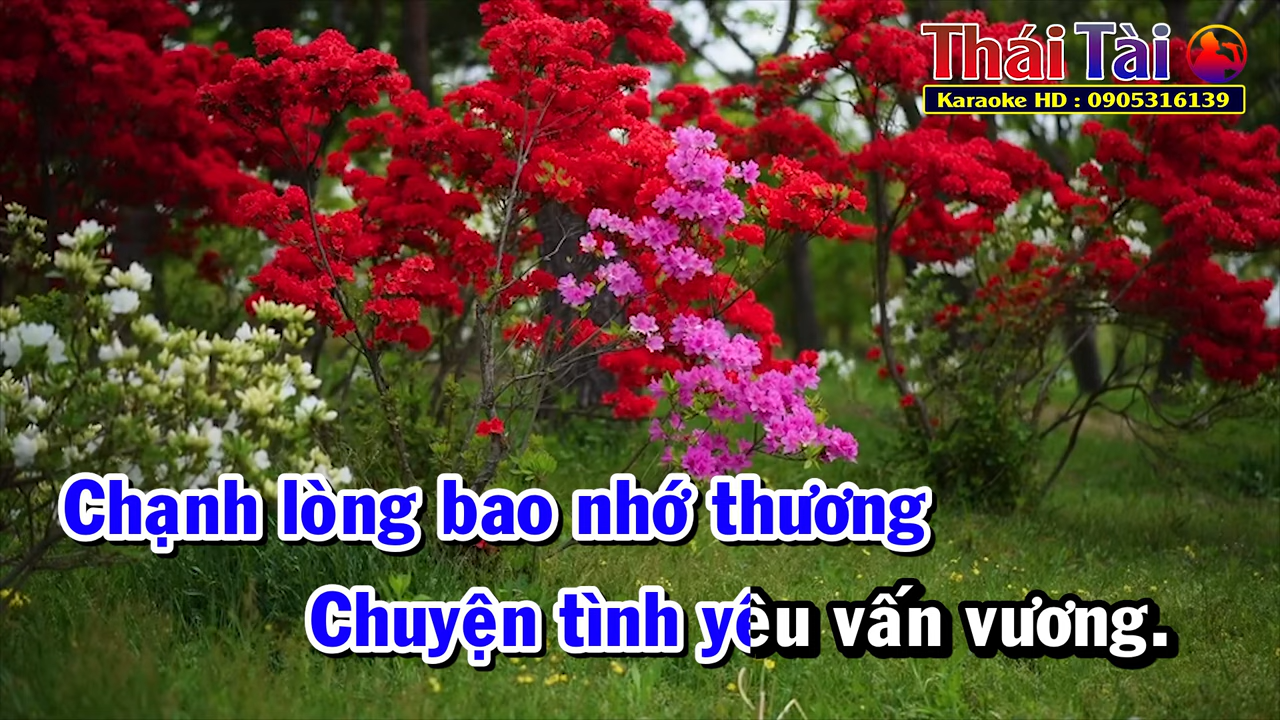 Thái Tài
Karaoke HD : 0905316139
Chạnh lòng bao nhớ thương
Chuyện tình yêu vấn vương.